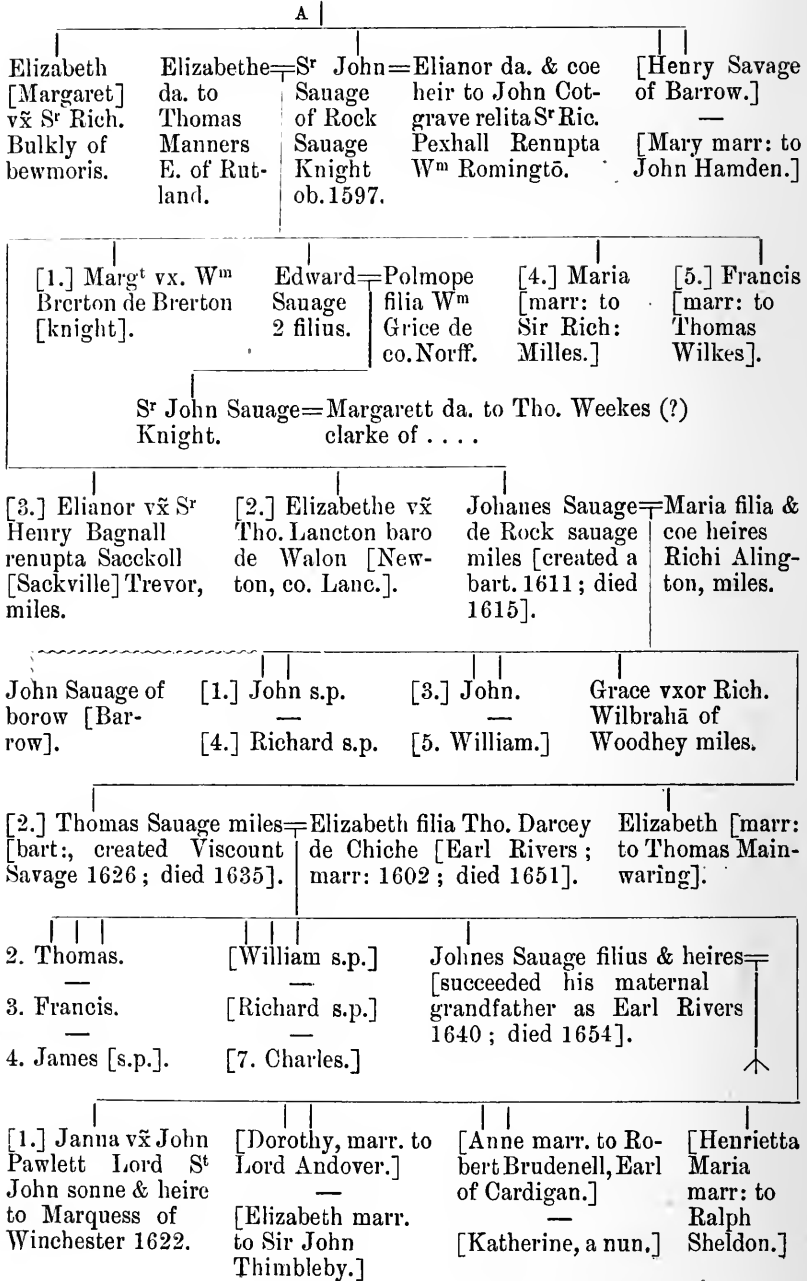 A
Elizabeth
[Margaret]
vx̃ Sʳ Rich.
Bulkly of
bewmoris.
Elizabethe
da. to
Thomas
Manners
E. of Rut-
land.
Sʳ John
Sauage
of Rock
Sauage
Knight
ob. 1597.
Elianor da. & coe
heir to John Cot-
grave relita Sʳ Ric.
Pexhall Renupta
Wᵐ Romingtō.
[Henry Savage
of Barrow.]
—
[Mary marr: to
John Hamden.]
[1.] Margᵗ vx. Wᵐ
Brerton de Brerton
[knight].
Edward
Sauage
2 filius.
Polmope
filia Wᵐ
Grice de
co. Norff.
[4.] Maria
[marr: to
Sir Rich:
Milles.]
[5.] Francis
[marr: to
Thomas
Wilkes].
Sʳ John Sauage=Margarett da. to Tho. Weekes (?)
Knight. clarke of . . . .
[3.] Elianor vx̃ Sʳ
Henry Bagnall
renupta Sacckoll
[Sackville] Trevor,
miles.
[2.] Elizabethe vx̃
Tho. Lancton baro
de Walon [New-
ton, co. Lanc.].
Johanes Sauage
de Rock sauage
miles [created a
bart. 1611; died
1615].
Maria filia &
coe heires
Richi Aling-
ton, miles.
John Sauage of
borow [Bar-
row].
[1.] John s.p.
—
[4.] Richard s.p.
[3.] John.
—
[5. William.]
Grace vxor Rich.
Wilbrahā of
Woodhey miles.
[2.] Thomas Sauage miles
[bart:, created Viscount
Savage 1626; died 1635].
Elizabeth filia Tho. Darcey
de Chiche [Earl Rivers;
marr: 1602; died 1651].
Elizabeth [marr:
to Thomas Main-
waring].
2. Thomas.
—
3. Francis.
—
4. James [s.p.].
[William s.p.]
—
[Richard s.p.]
—
[7. Charles.]
Johnes Sauage filius & heires
[succeeded his maternal
grandfather as Earl Rivers
1640; died 1654].
[1.] Janna vx̃ John
Pawlett Lord Sᵗ
John sonne & heire
to Marquess of
Winchester 1622.
[Dorothy, marr. to
Lord Andover.]
—
[Elizabeth marr.
to Sir John
Thimbleby.]
[Anne marr. to Ro-
bert Brudenell, Earl
of Cardigan.]
—
[Katherine, a nun.]
[Henrietta
Maria
marr: to
Ralph
Sheldon.]